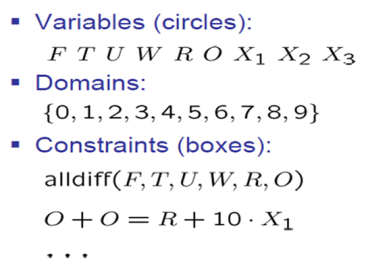 ▪ Variables (circles):
F T U W R O X₁ X₂ X₃
▪ Domains:
{0, 1, 2, 3, 4, 5, 6, 7, 8, 9}
▪ Constraints (boxes):
alldiff(F, T, U, W, R, O)
O + O = R + 10 · X₁
. . .